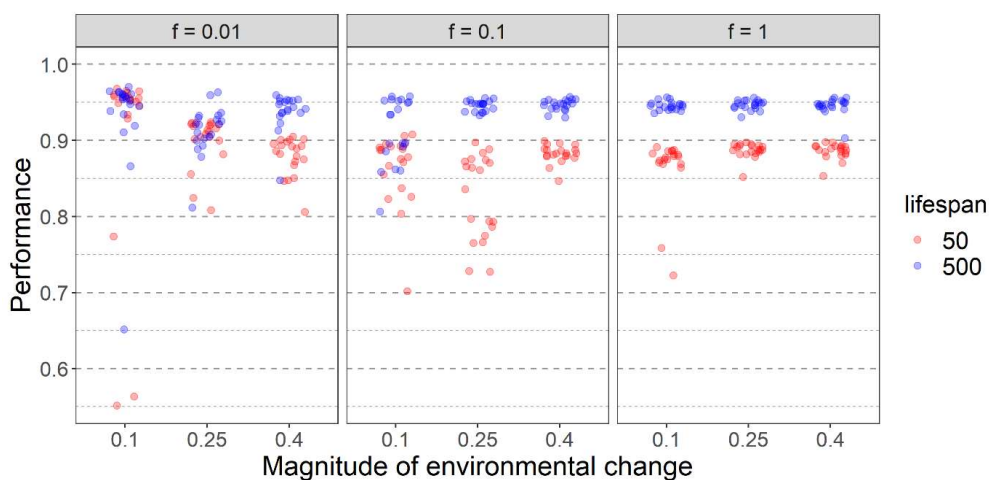 f = 0.01 f = 0.1 f = 1
1.0
0.9
0.8
0.7
0.6
Performance
0.1 0.25 0.4 0.1 0.25 0.4 0.1 0.25 0.4
Magnitude of environmental change
lifespan
50
500